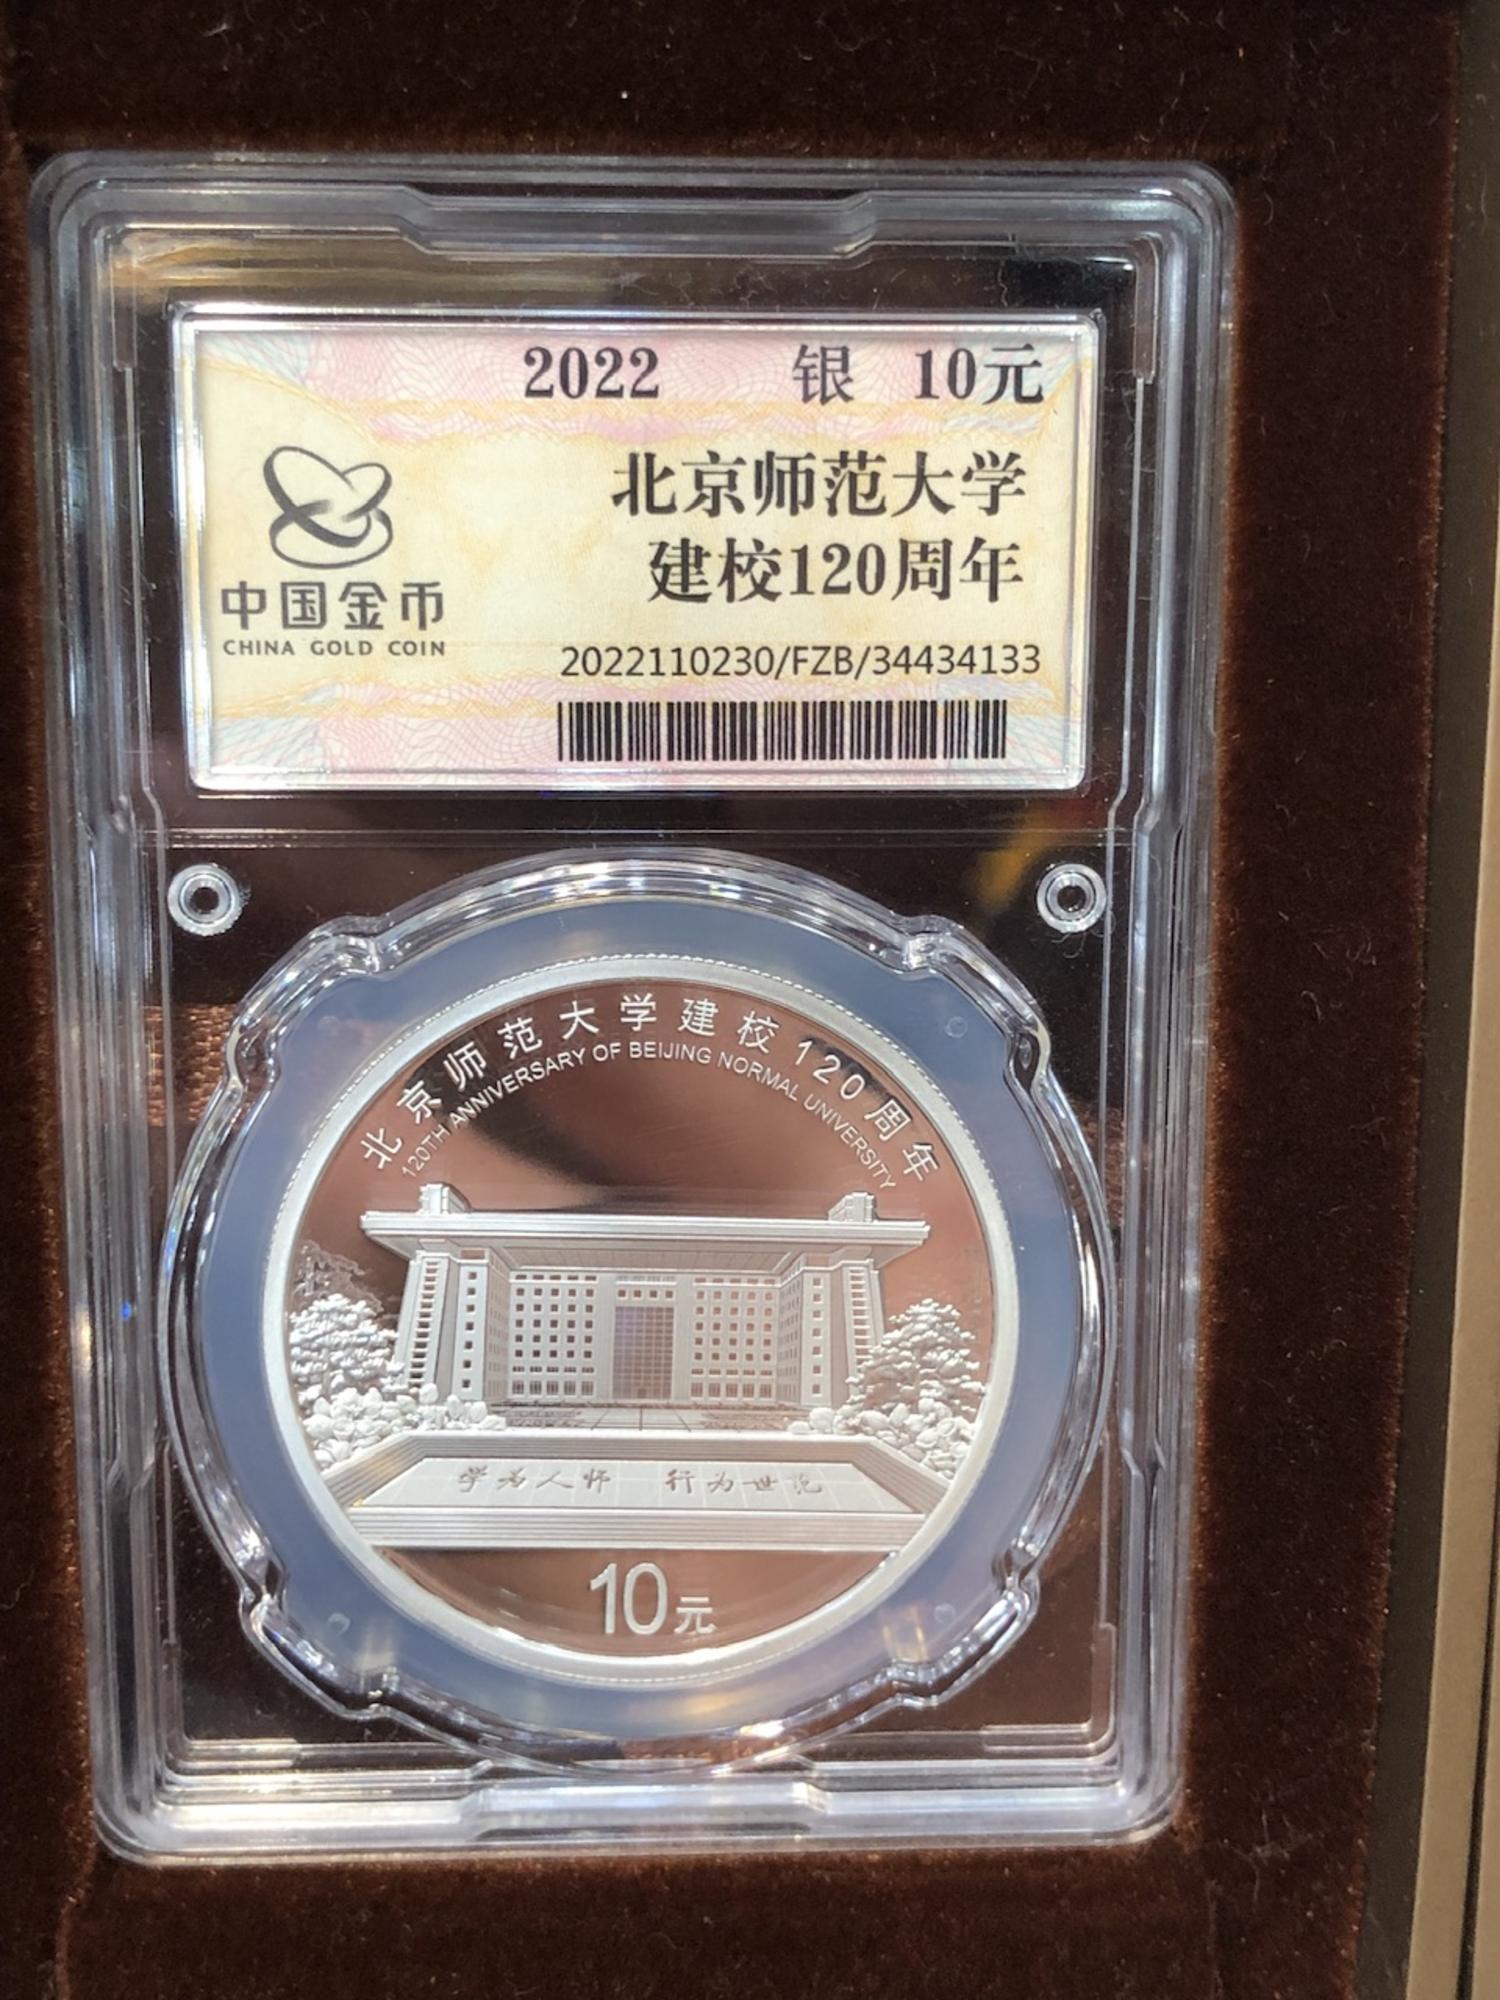 2022 银 10元
北京师范大学
建校120周年
中国金币
CHINA GOLD COIN
2022110230/FZB/34434133
北京师范大学建校120周年
120TH ANNIVERSARY OF BEIJING NORMAL UNIVERSITY
学为人师 行为世范
10元